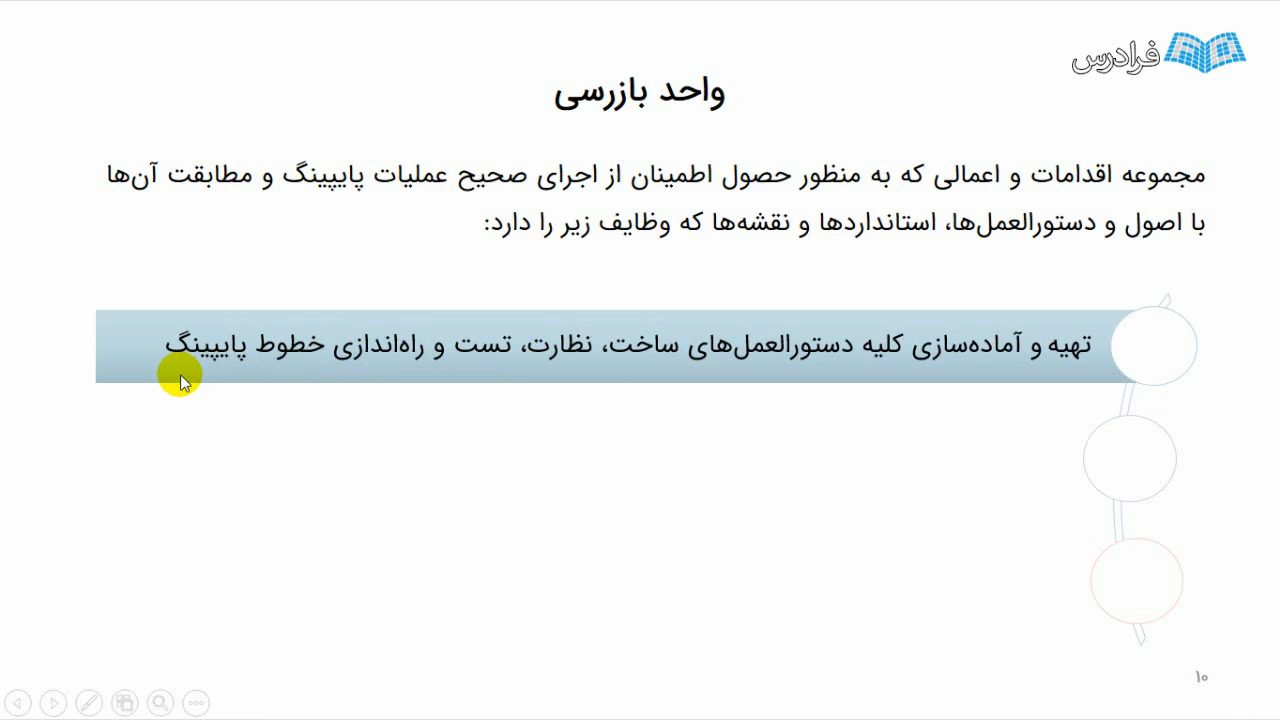 فرادرس
واحد بازرسی
مجموعه اقدامات و اعمالی که به منظور حصول اطمینان از اجرای صحیح عملیات پایپینگ و مطابقت آن‌ها
با اصول و دستورالعمل‌ها، استانداردها و نقشه‌ها که وظایف زیر را دارد:
تهیه و آماده‌سازی کلیه دستورالعمل‌های ساخت، نظارت، تست و راه‌اندازی خطوط پایپینگ
۱۰